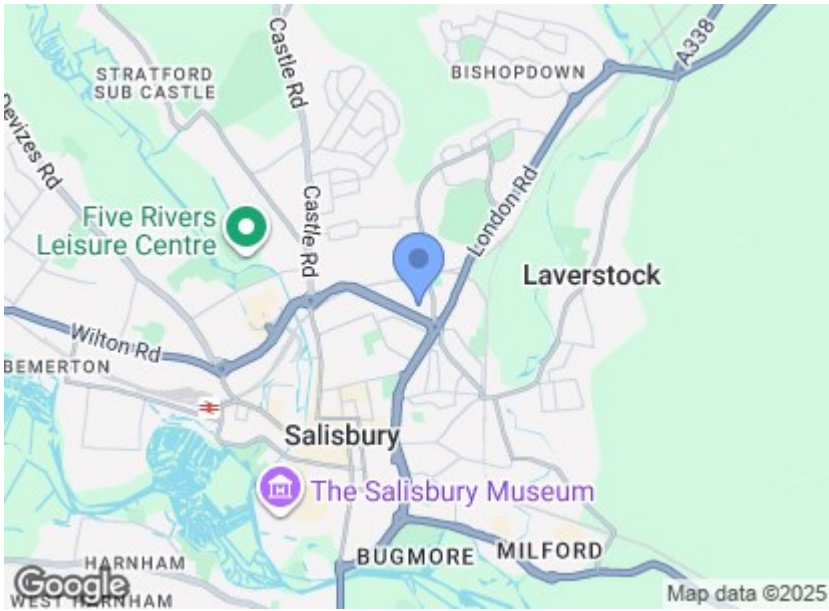 STRATFORD
SUB CASTLE
Castle Rd
BISHOPDOWN
A338
Devizes Rd
Castle Rd
London Rd
Five Rivers
Leisure Centre
Laverstock
Wilton Rd
BEMERTON
Salisbury
The Salisbury Museum
BUGMORE
MILFORD
HARNHAM
WEST HARNHAM
Google
Map data ©2025